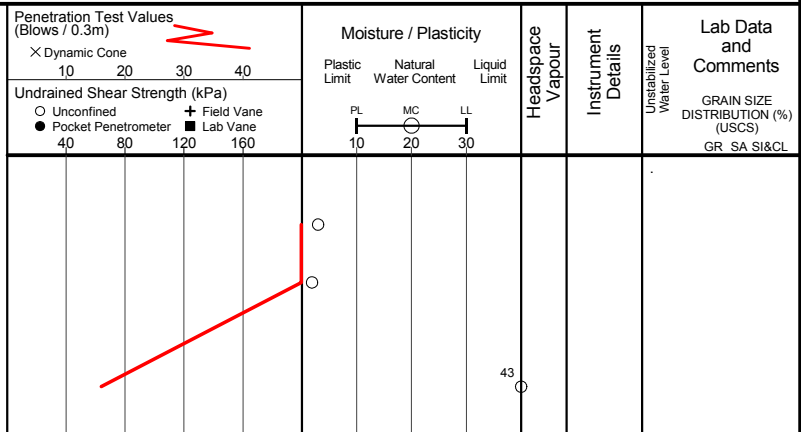 Penetration Test Values
(Blows / 0.3m)
× Dynamic Cone
10 20 30 40
Undrained Shear Strength (kPa)
Unconfined + Field Vane
Pocket Penetrometer Lab Vane
40 80 120 160
Moisture / Plasticity
Plastic Limit
Natural Water Content
Liquid Limit
PL MC LL
10 20 30
Headspace Vapour
Instrument Details
Unstabilized Water Level
Lab Data
and
Comments
GRAIN SIZE
DISTRIBUTION (%)
(USCS)
GR SA SI&CL
43